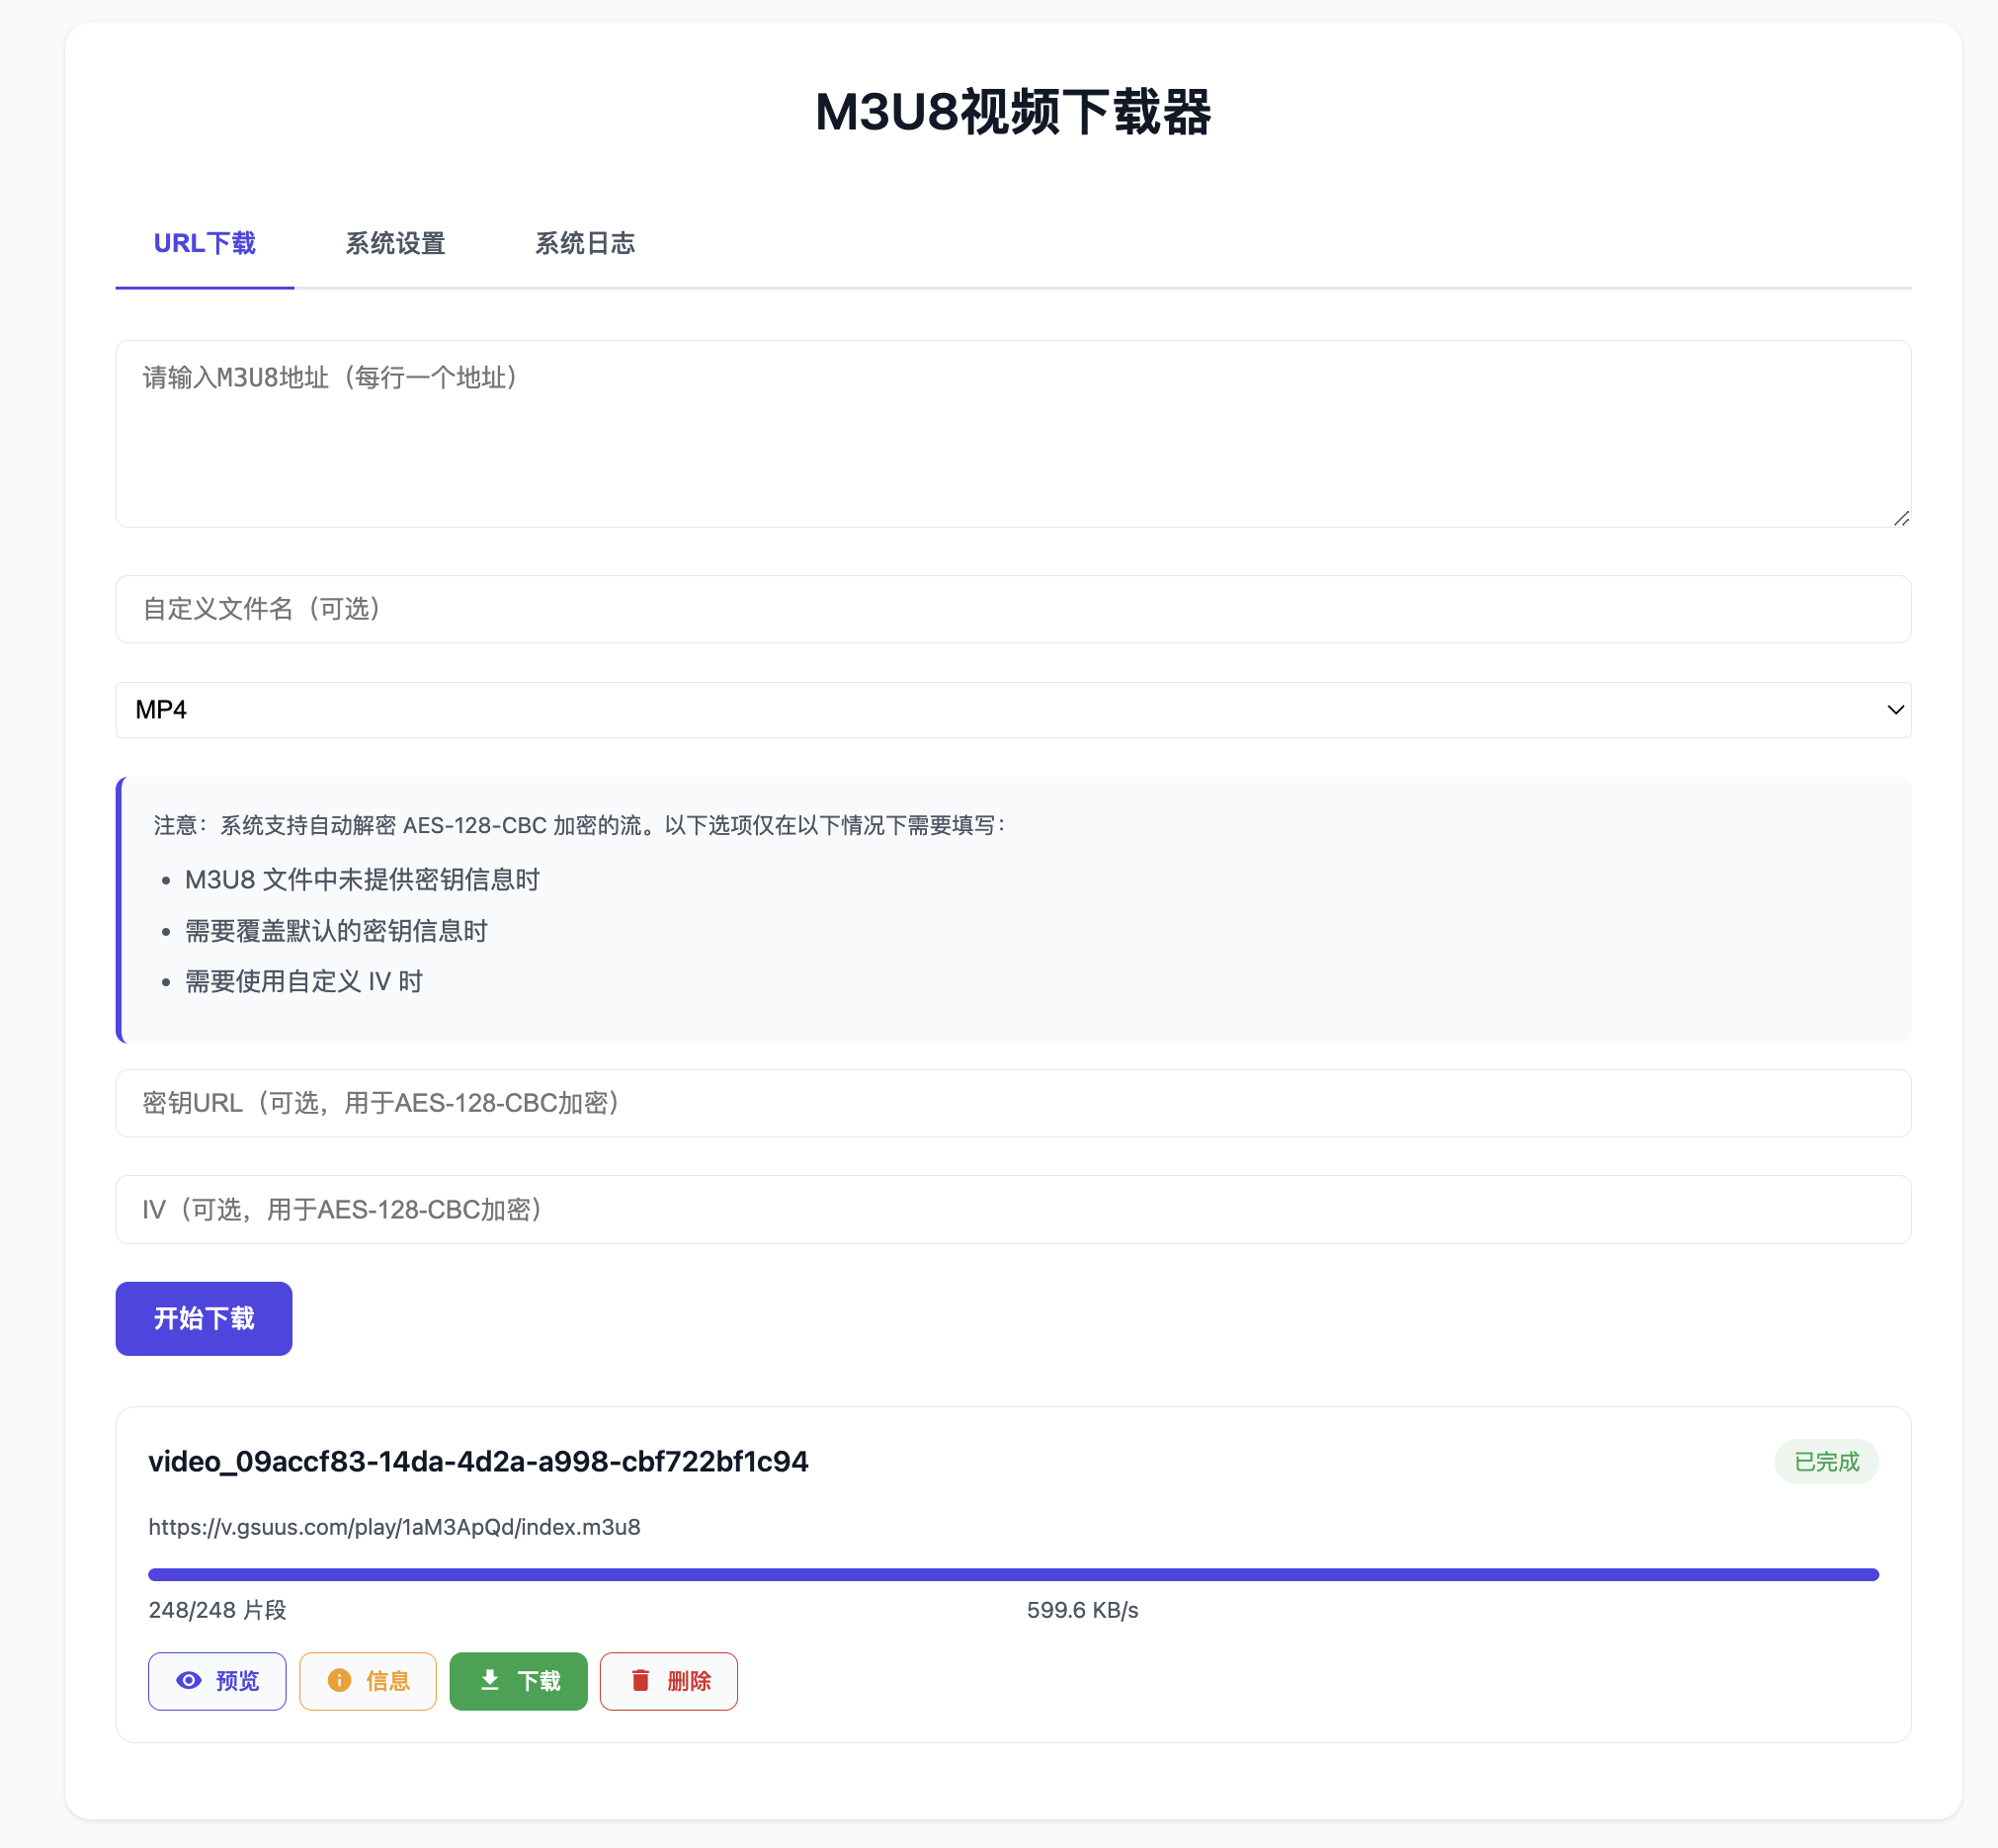 M3U8视频下载器
URL下载 系统设置 系统日志
请输入M3U8地址（每行一个地址）
自定义文件名（可选）
MP4
注意：系统支持自动解密 AES-128-CBC 加密的流。以下选项仅在以下情况下需要填写：
• M3U8 文件中未提供密钥信息时
• 需要覆盖默认的密钥信息时
• 需要使用自定义 IV 时
密钥URL（可选，用于AES-128-CBC加密）
IV（可选，用于AES-128-CBC加密）
开始下载
video_09accf83-14da-4d2a-a998-cbf722bf1c94 已完成
https://v.gsuus.com/play/1aM3ApQd/index.m3u8
248/248 片段 599.6 KB/s
预览 信息 下载 删除